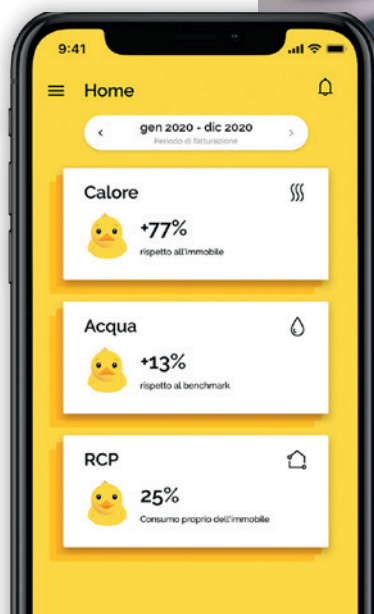 9:41
Home
gen 2020 - dic 2020
Periodo di fatturazione
Calore
+77%
rispetto all'immobile
Acqua
+13%
rispetto al benchmark
RCP
25%
Consumo proprio dell'immobile